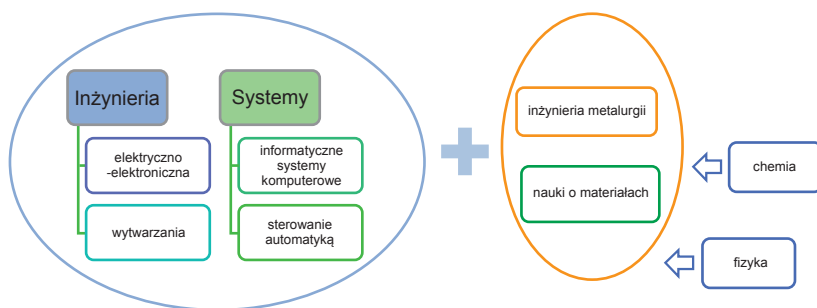 Inżynieria
Systemy
elektryczno
-elektroniczna
informatyczne
systemy
komputerowe
wytwarzania
sterowanie
automatyką
inżynieria metalurgii
nauki o materiałach
chemia
fizyka